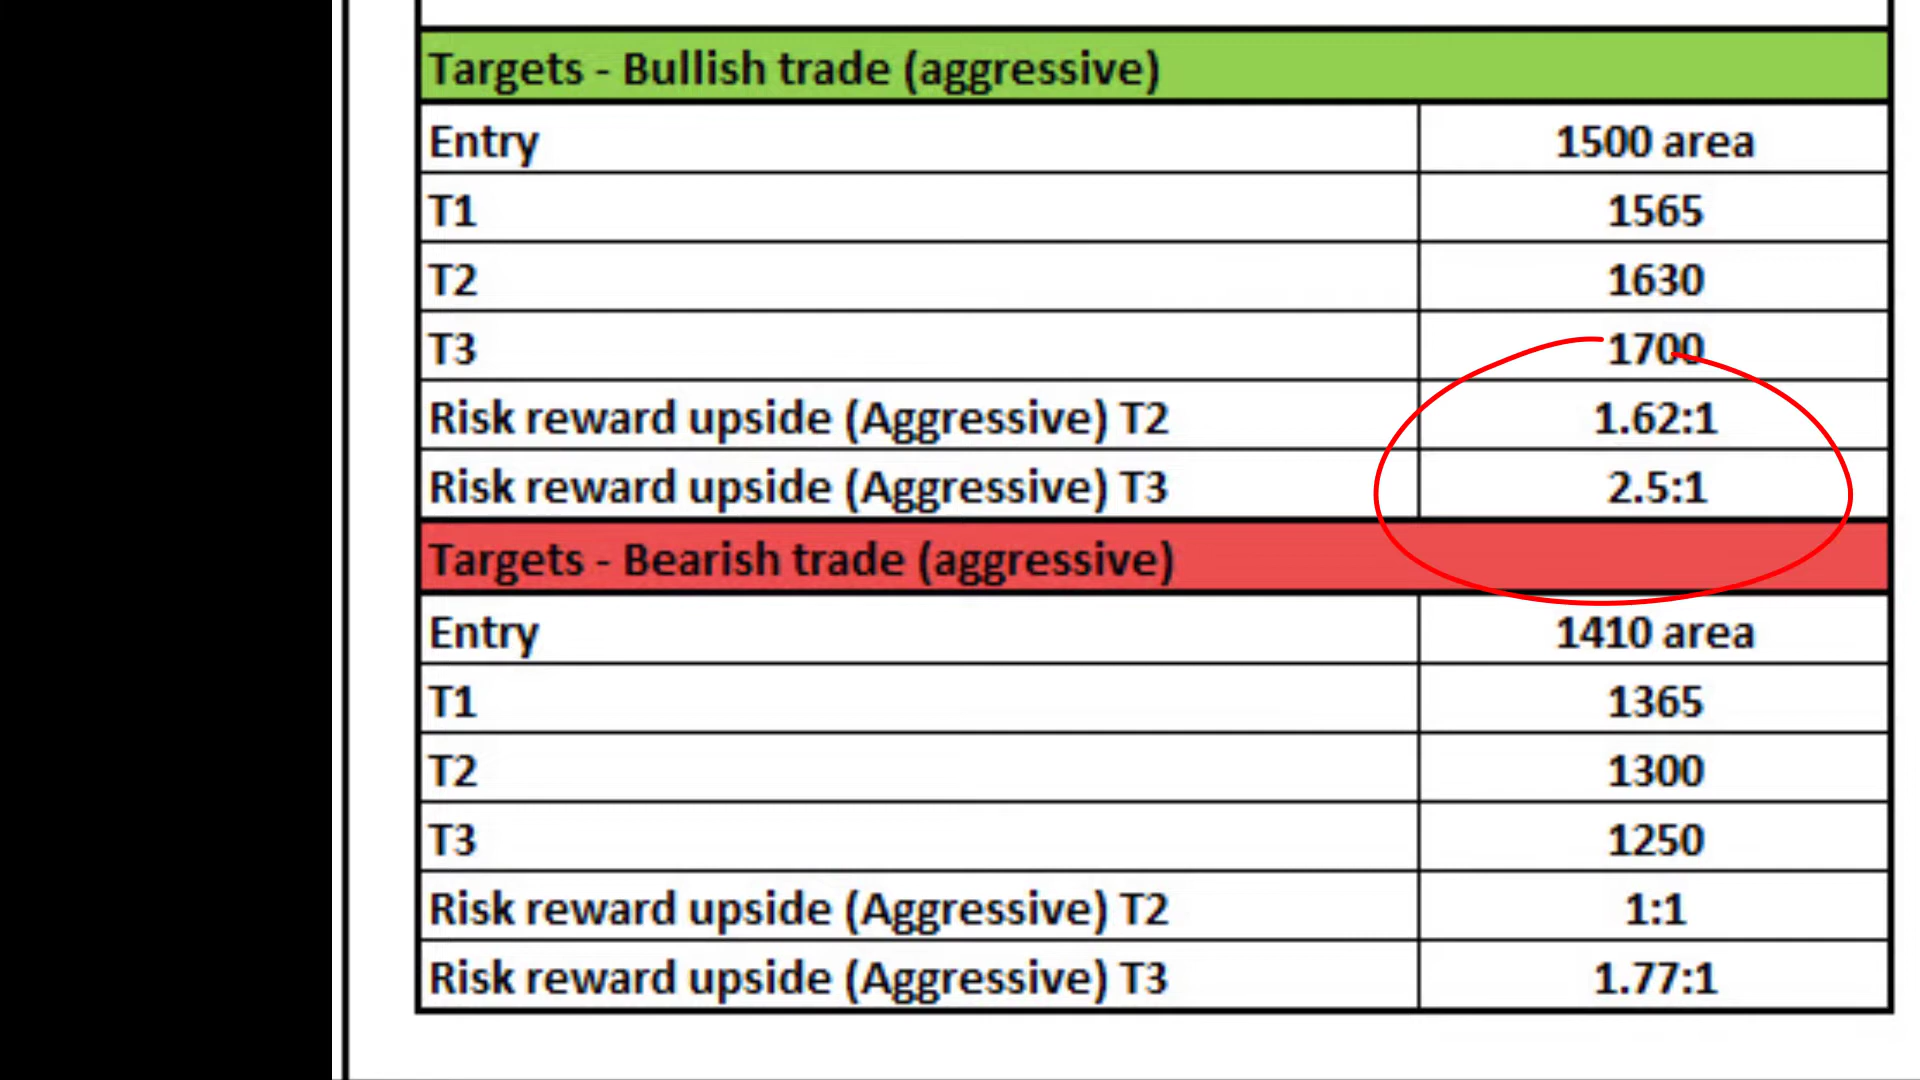 Targets - Bullish trade (aggressive)
Entry 1500 area
T1 1565
T2 1630
T3 1700
Risk reward upside (Aggressive) T2 1.62:1
Risk reward upside (Aggressive) T3 2.5:1
Targets - Bearish trade (aggressive)
Entry 1410 area
T1 1365
T2 1300
T3 1250
Risk reward upside (Aggressive) T2 1:1
Risk reward upside (Aggressive) T3 1.77:1